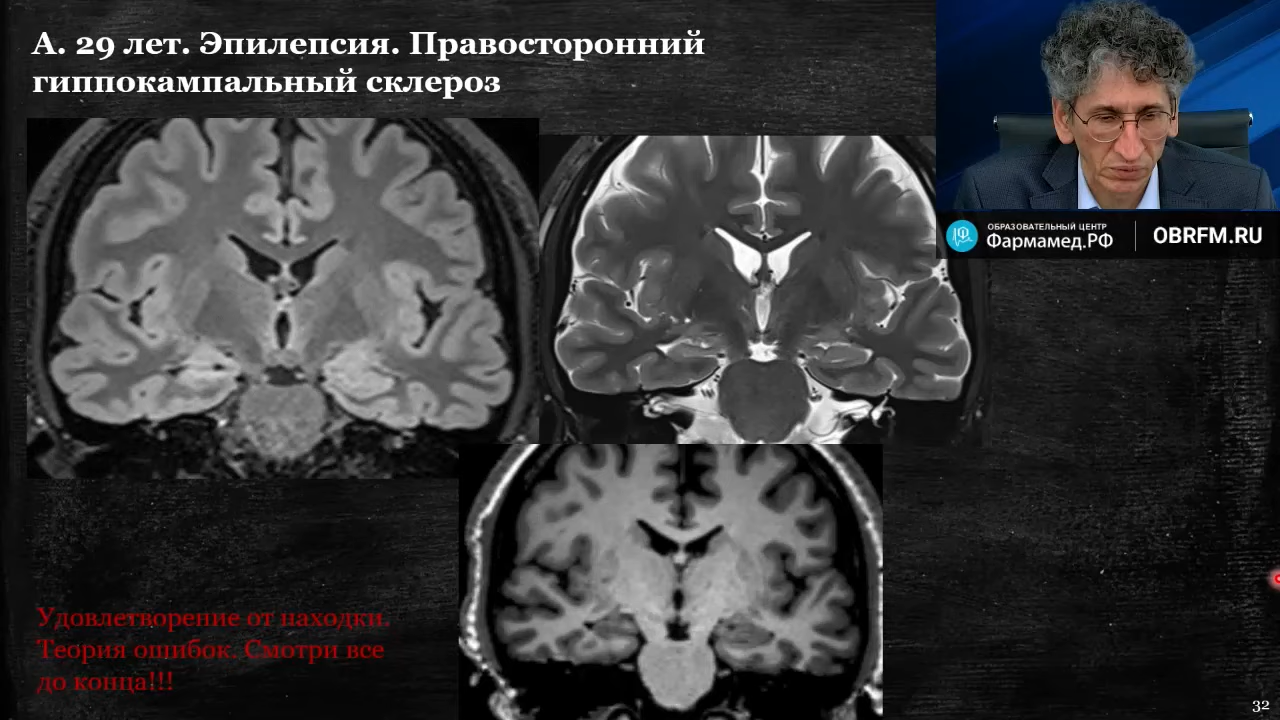 А. 29 лет. Эпилепсия. Правосторонний
гиппокампальный склероз
ОБРАЗОВАТЕЛЬНЫЙ ЦЕНТР
Фармамед.РФ
OBRFM.RU
Удовлетворение от находки.
Теория ошибок. Смотри все
до конца!!!
32